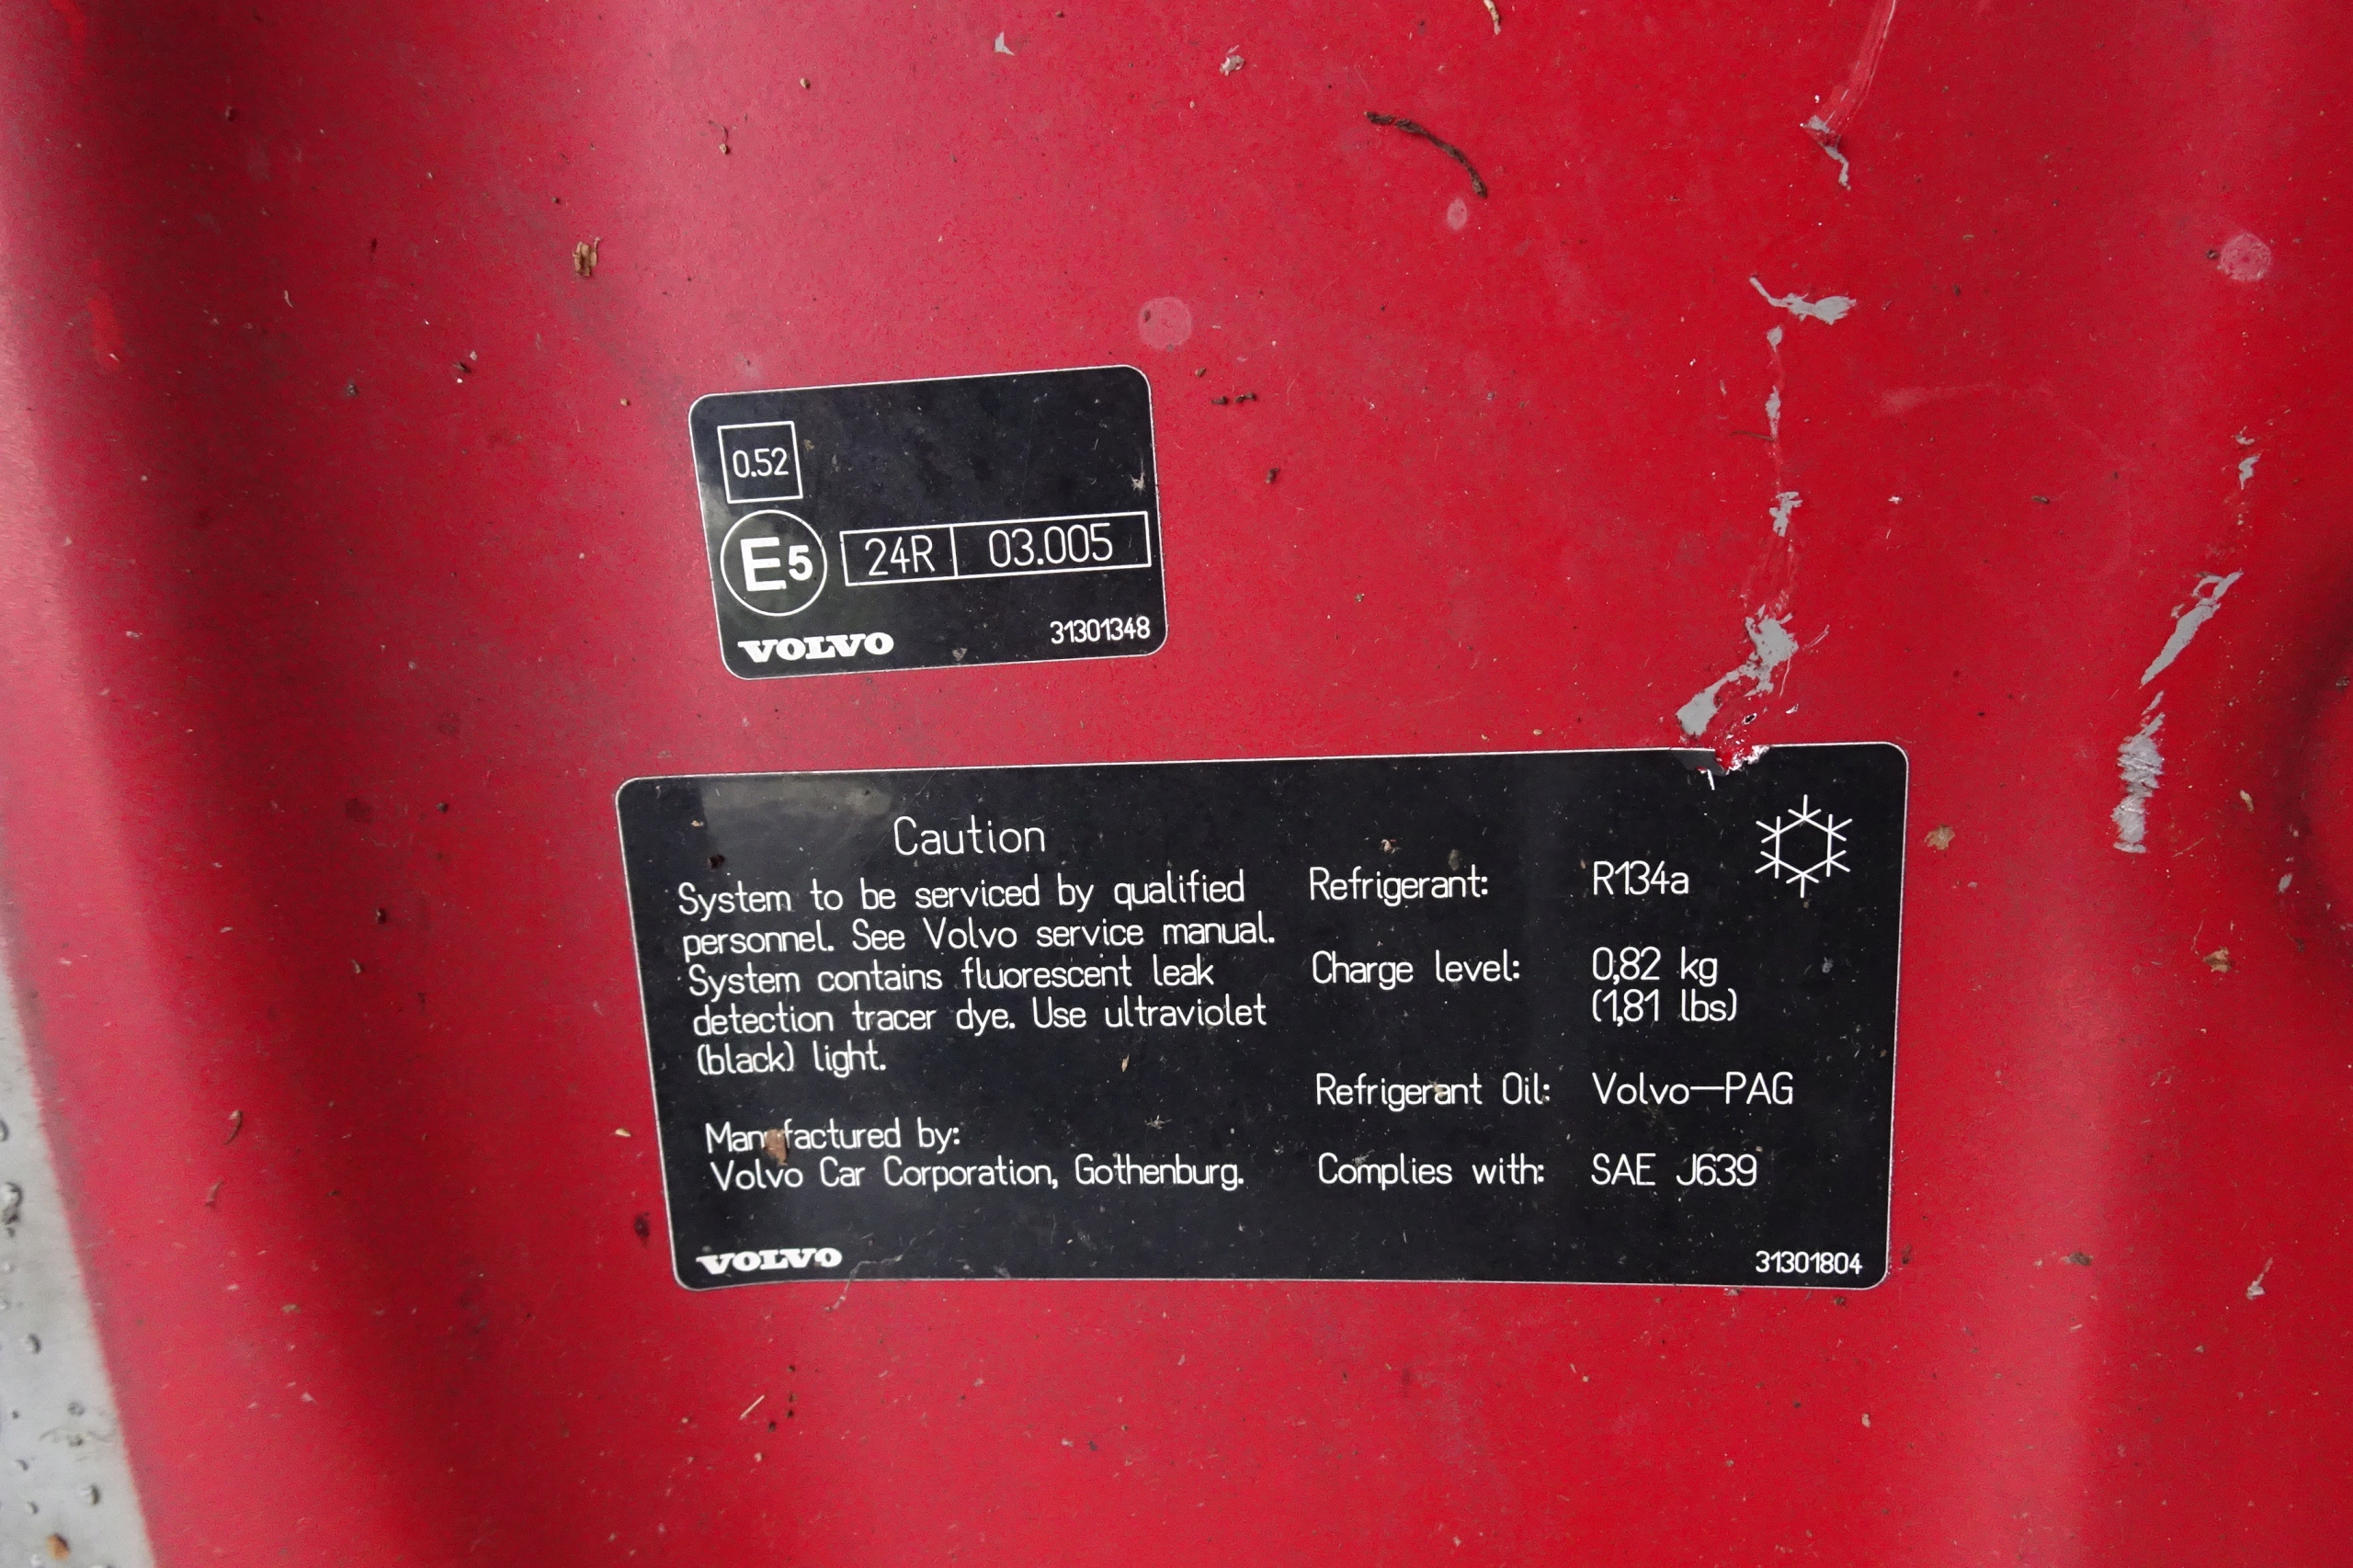 0.52
E5 24R 03.005
VOLVO 31301348
Caution
System to be serviced by qualified
personnel. See Volvo service manual.
System contains fluorescent leak
detection tracer dye. Use ultraviolet
(black) light.
Manufactured by:
Volvo Car Corporation, Gothenburg.
Refrigerant: R134a
Charge level: 0,82 kg
(1,81 lbs)
Refrigerant Oil: Volvo—PAG
Complies with: SAE J639
VOLVO 31301804